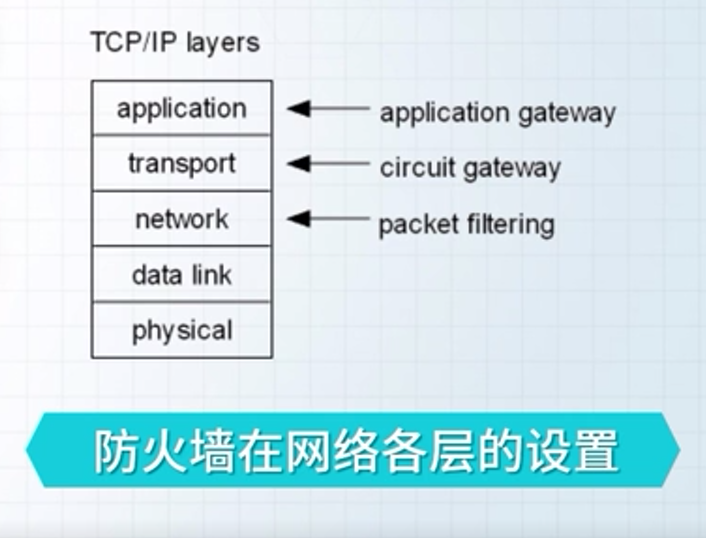 TCP/IP layers
application
application gateway
transport
circuit gateway
network
packet filtering
data link
physical
防火墙在网络各层的设置